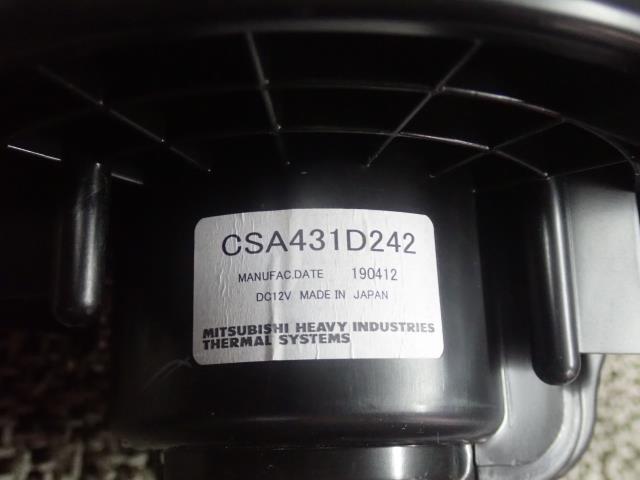 CSA431D242
MANUFAC.DATE 190412
DC12V MADE IN JAPAN
MITSUBISHI HEAVY INDUSTRIES
THERMAL SYSTEMS